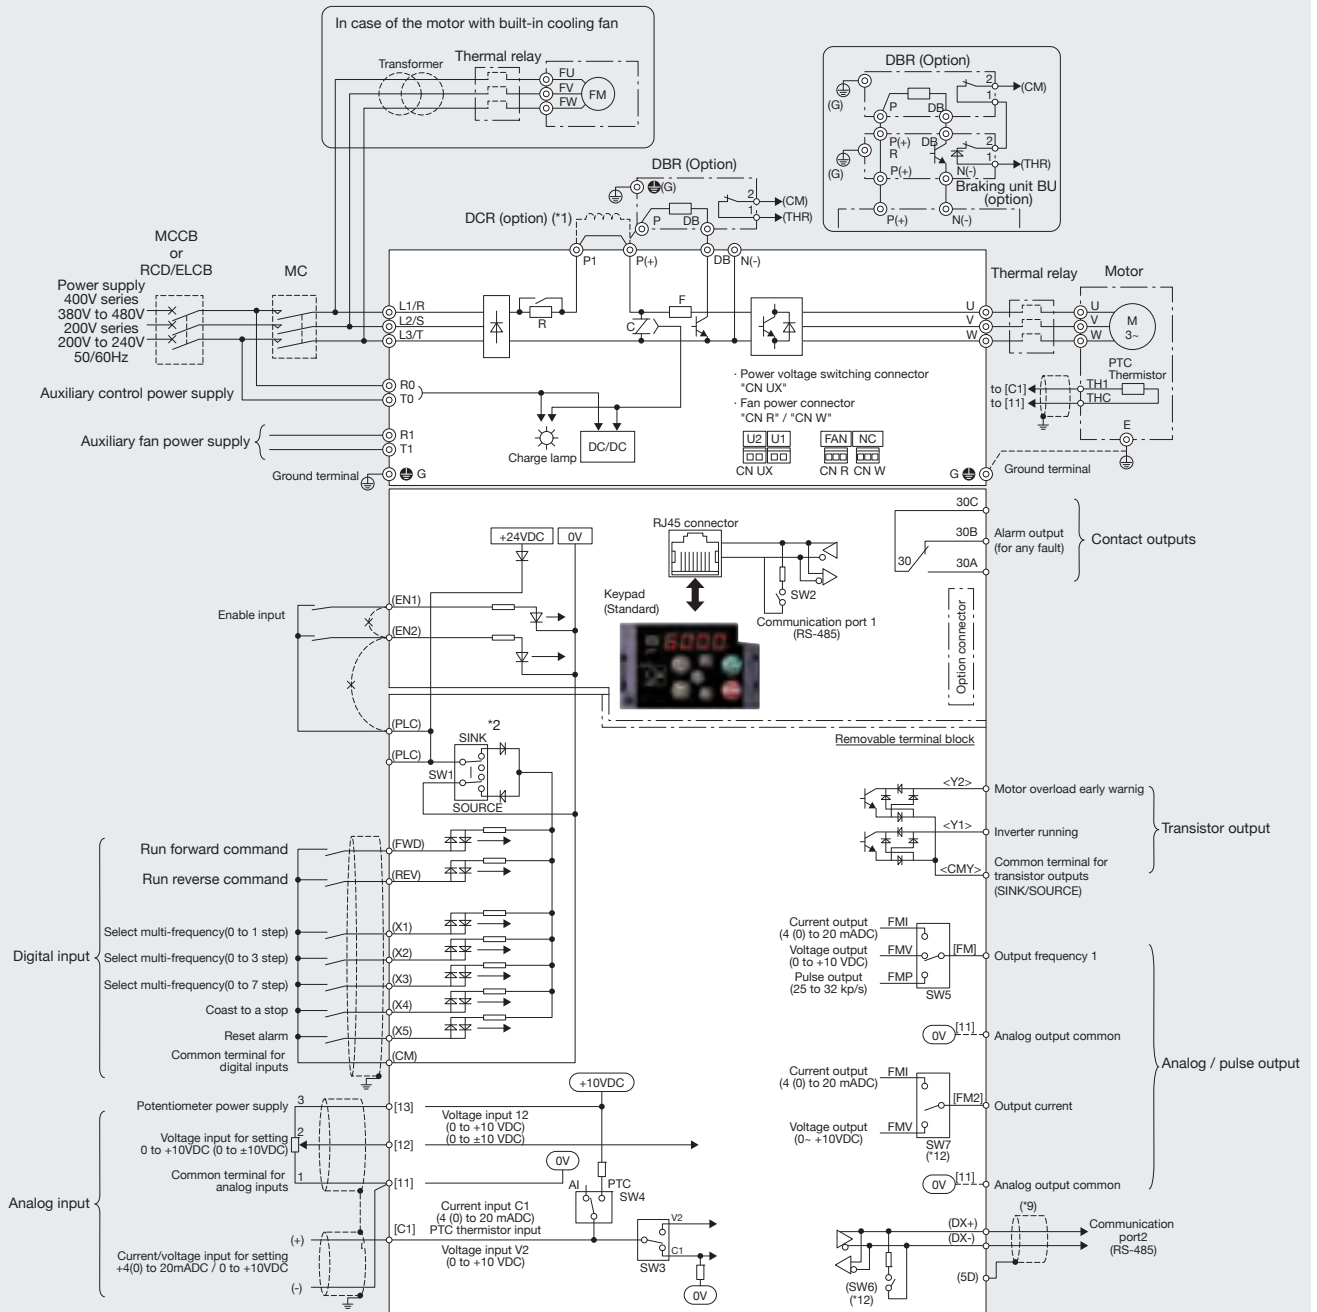 In case of the motor with built-in cooling fan
Transformer
Thermal relay
FU
FV
FW
FM
DBR (Option)
(G)
P
DB
2
1
(CM)
P(+)
R
DB
2
1
(THR)
(G)
P(+)
N(-)
Braking unit BU
(option)
P(+)
N(-)
DBR (Option)
(G)
2
1
(CM)
(THR)
P
DB
DCR (option) (*1)
P1
P(+)
DB
N(-)
MCCB
or
RCD/ELCB
MC
Power supply
400V series
380V to 480V
200V series
200V to 240V
50/60Hz
L1/R
L2/S
L3/T
R
C
F
U
V
W
Thermal relay
Motor
U
V
W
M
3~
PTC
Thermistor
to [C1]
TH1
to [11]
THC
E
Auxiliary control power supply
R0
T0
Auxiliary fan power supply
R1
T1
Ground terminal
G
Charge lamp
DC/DC
· Power voltage switching connector
"CN UX"
· Fan power connector
"CN R" / "CN W"
U2
U1
FAN
NC
CN UX
CN R
CN W
G
Ground terminal
30C
30B
30
30A
Alarm output
(for any fault)
Contact outputs
+24VDC
0V
RJ45 connector
SW2
Keypad
(Standard)
Communication port 1
(RS-485)
6000
Option connector
Enable input
(EN1)
(EN2)
(PLC)
(PLC)
*2
SINK
SW1
SOURCE
Removable terminal block
<Y2>
Motor overload early warnig
<Y1>
Inverter running
<CMY>
Common terminal for
transistor outputs
(SINK/SOURCE)
Transistor output
Digital input
Run forward command
(FWD)
Run reverse command
(REV)
Select multi-frequency(0 to 1 step)
(X1)
Select multi-frequency(0 to 3 step)
(X2)
Select multi-frequency(0 to 7 step)
(X3)
Coast to a stop
(X4)
Reset alarm
(X5)
Common terminal for
digital inputs
(CM)
Current output
(4 (0) to 20 mADC)
FMI
Voltage output
(0 to +10 VDC)
FMV
Pulse output
(25 to 32 kp/s)
FMP
SW5
[FM]
Output frequency 1
0V
[11]
Analog output common
Current output
(4 (0) to 20 mADC)
FMI
Voltage output
(0~ +10VDC)
FMV
SW7
(*12)
[FM2]
Output current
0V
[11]
Analog output common
Analog / pulse output
Analog input
Potentiometer power supply
3
[13]
Voltage input for setting
0 to +10VDC (0 to ±10VDC)
2
[12]
Common terminal for
analog inputs
1
[11]
+10VDC
Voltage input 12
(0 to +10 VDC)
(0 to ±10 VDC)
0V
AI
PTC
SW4
Current input C1
(4 (0) to 20 mADC)
PTC thermistor input
Voltage input V2
(0 to +10 VDC)
[C1]
(+)
Current/voltage input for setting
+4(0) to 20mADC / 0 to +10VDC
(-)
V2
C1
SW3
0V
(DX+)
(DX-)
(5D)
(SW6)
(*12)
(*9)
Communication
port2
(RS-485)